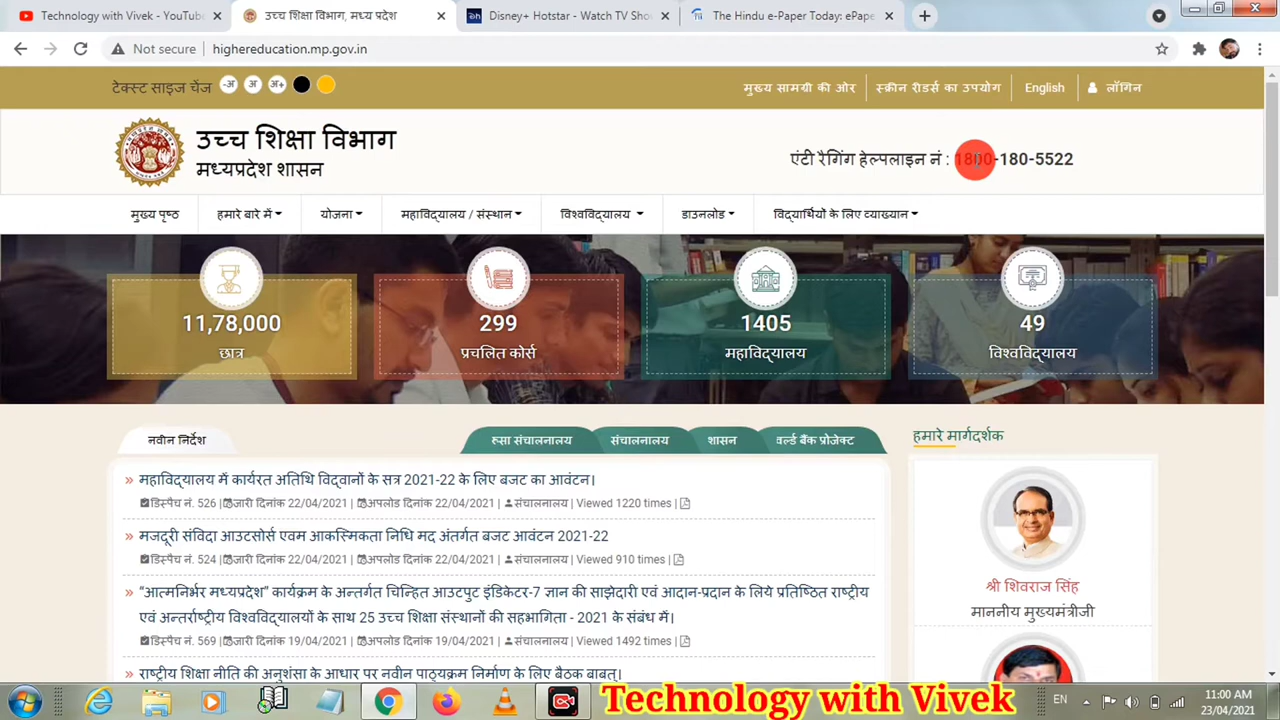 Technology with Vivek - YouTube
उच्च शिक्षा विभाग, मध्य प्रदेश
Disney+ Hotstar - Watch TV Sho
The Hindu e-Paper Today: ePape
Not secure | highereducation.mp.gov.in
टेक्स्ट साइज चेंज -अ अ अ+
मुख्य सामग्री की ओर
स्क्रीन रीडर्स का उपयोग
English
लॉगिन
उच्च शिक्षा विभाग
मध्यप्रदेश शासन
एंटी रैगिंग हेल्पलाइन नं : 1800-180-5522
मुख्य पृष्ठ
हमारे बारे में
योजना
महाविद्यालय / संस्थान
विश्वविद्यालय
डाउनलोड
विद्यार्थियों के लिए व्याख्यान
11,78,000
छात्र
299
प्रचलित कोर्स
1405
महाविद्यालय
49
विश्वविद्यालय
नवीन निर्देश
रूसा संचालनालय
संचालनालय
शासन
वर्ल्ड बैंक प्रोजेक्ट
हमारे मार्गदर्शक
» महाविद्यालय में कार्यरत अतिथि विद्वानों के सत्र 2021-22 के लिए बजट का आवंटन।
डिस्पैच नं. 526 | जारी दिनांक 22/04/2021 | अपलोड दिनांक 22/04/2021 | संचालनालय | Viewed 1220 times |
» मजदूरी संविदा आउटसोर्स एवम आकस्मिकता निधि मद अंतर्गत बजट आवंटन 2021-22
डिस्पैच नं. 524 | जारी दिनांक 22/04/2021 | अपलोड दिनांक 22/04/2021 | संचालनालय | Viewed 910 times |
» "आत्मनिर्भर मध्यप्रदेश" कार्यक्रम के अन्तर्गत चिन्हित आउटपुट इंडिकेटर-7 ज्ञान की साझेदारी एवं आदान-प्रदान के लिये प्रतिष्ठित राष्ट्रीय
एवं अन्तर्राष्ट्रीय विश्वविद्यालयों के साथ 25 उच्च शिक्षा संस्थानों की सहभागिता - 2021 के संबंध में।
डिस्पैच नं. 569 | जारी दिनांक 19/04/2021 | अपलोड दिनांक 19/04/2021 | संचालनालय | Viewed 1492 times |
» राष्ट्रीय शिक्षा नीति की अनुशंसा के आधार पर नवीन पाठ्यक्रम निर्माण के लिए बैठक बाबत्।
श्री शिवराज सिंह
माननीय मुख्यमंत्रीजी
Technology with Vivek
EN
11:00 AM
23/04/2021